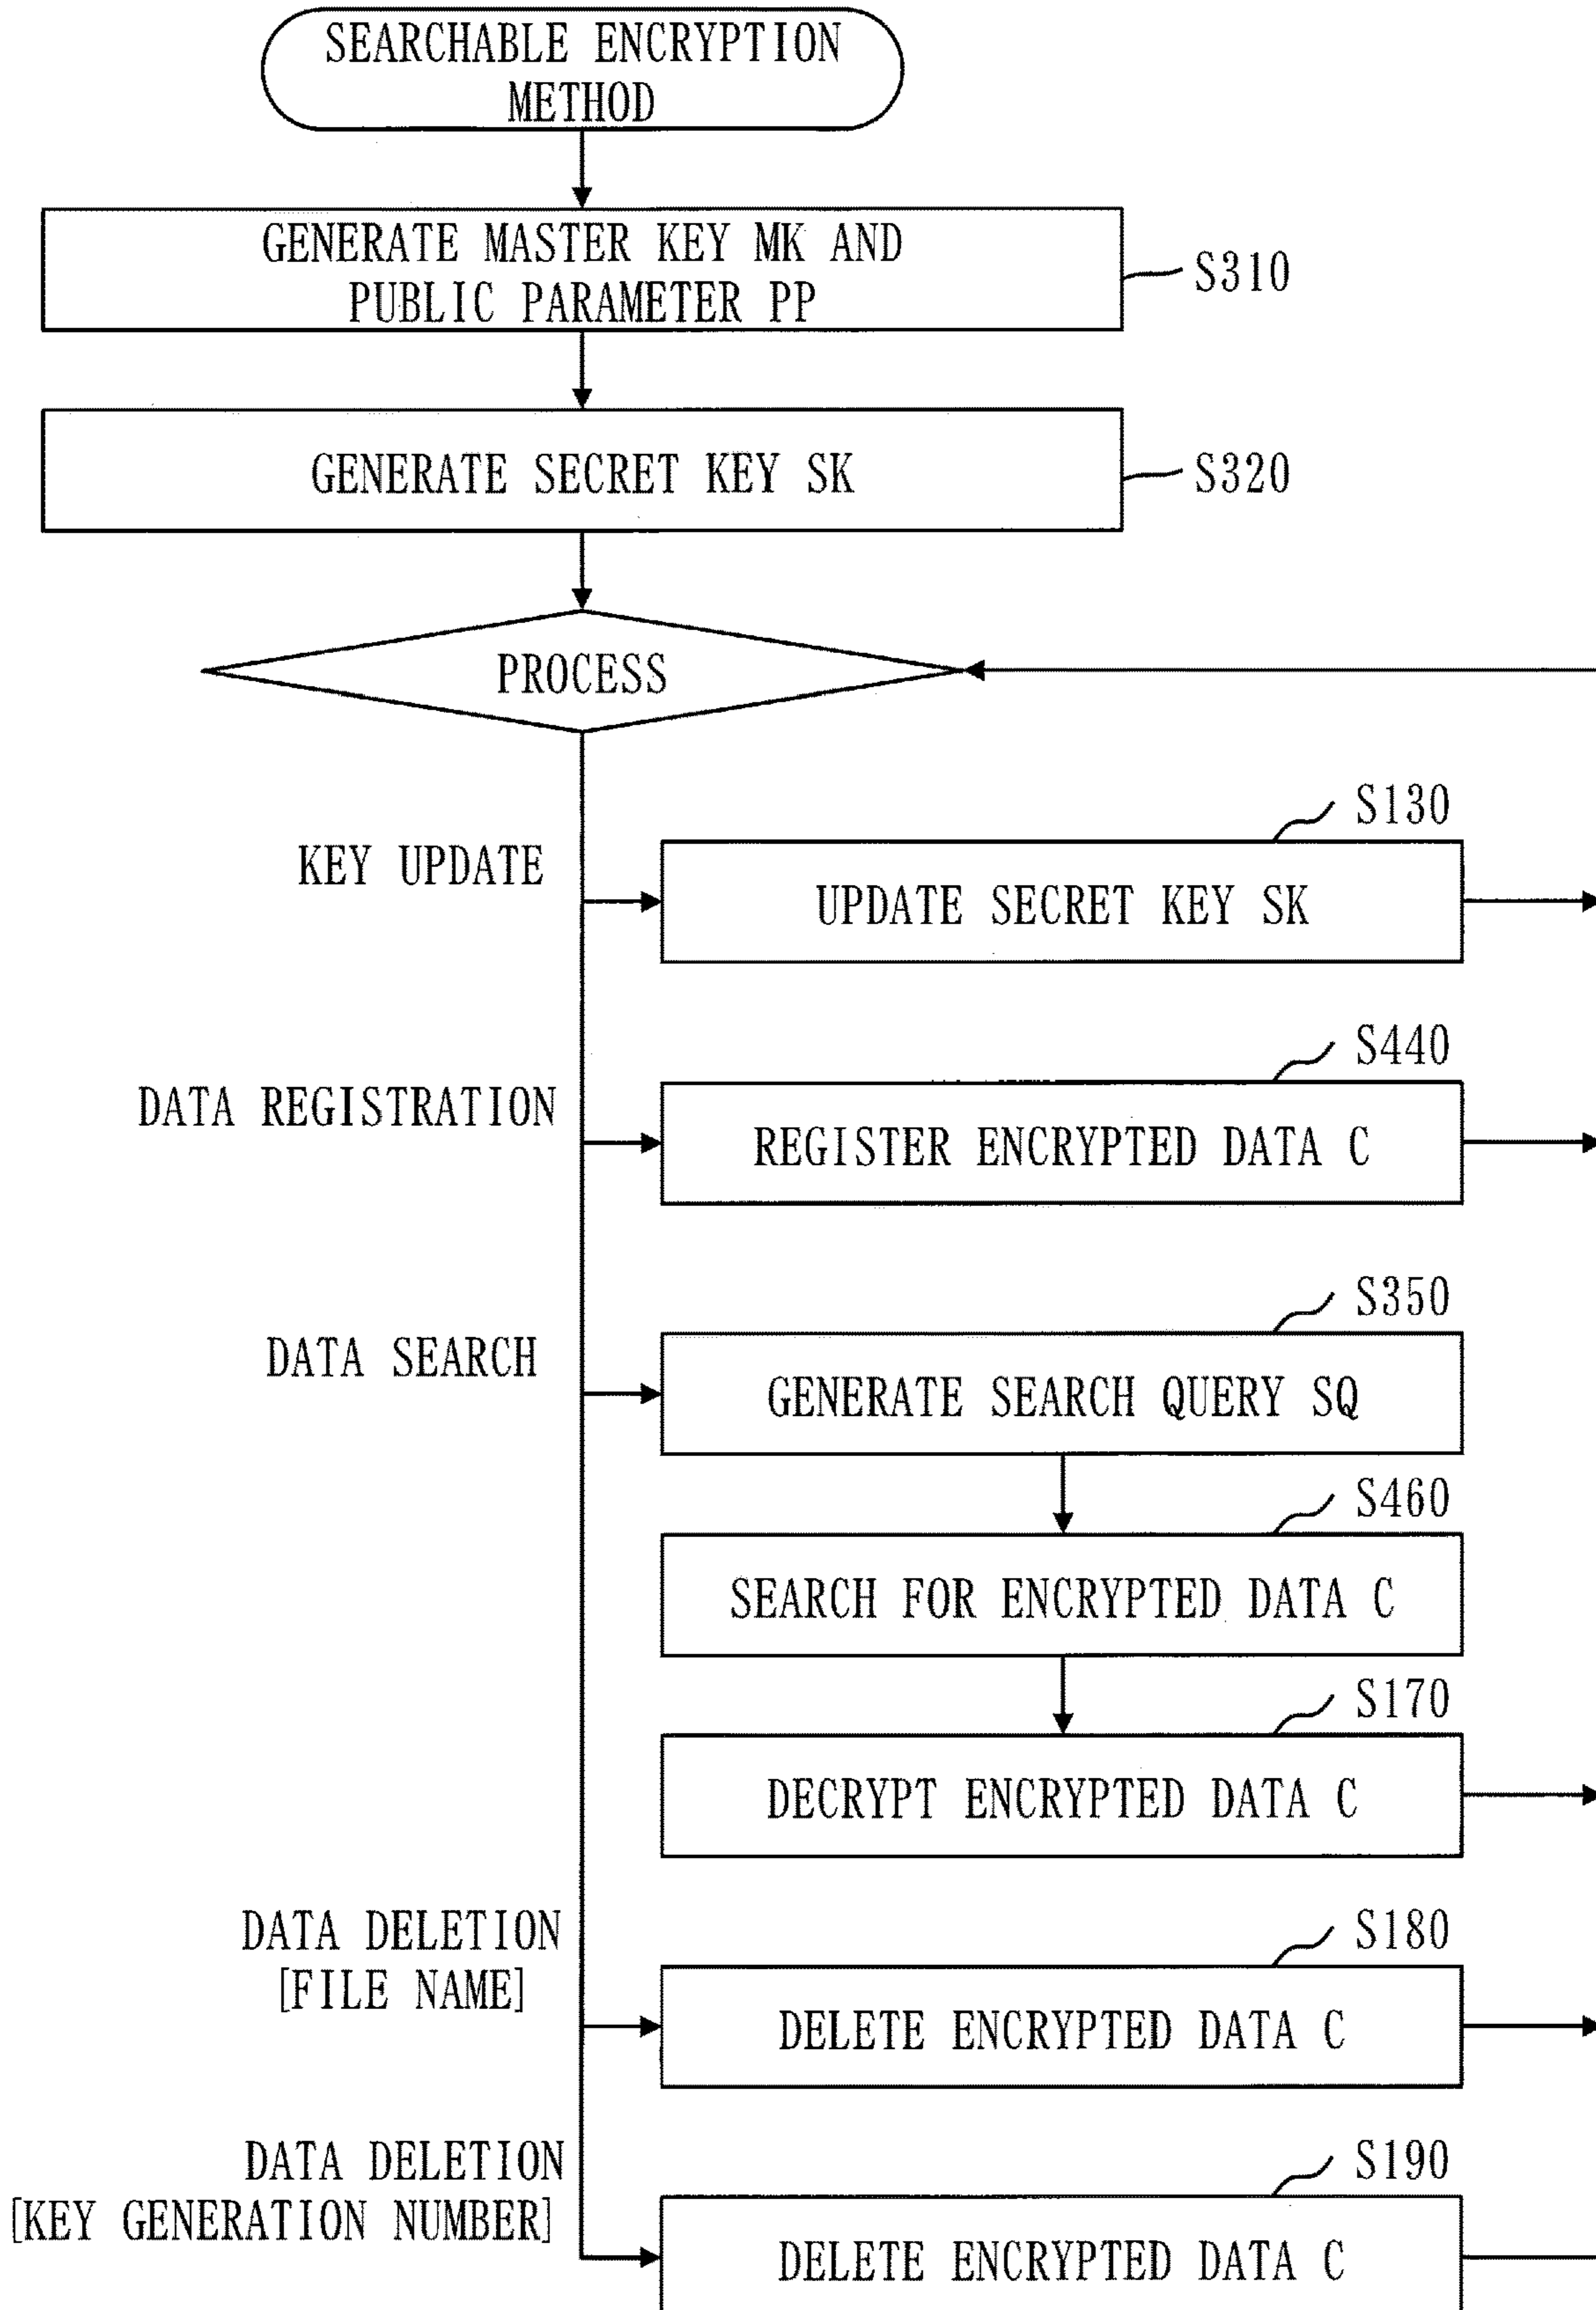 SEARCHABLE ENCRYPTION
METHOD
GENERATE MASTER KEY MK AND
PUBLIC PARAMETER PP
S310
GENERATE SECRET KEY SK
S320
PROCESS
S130
KEY UPDATE
UPDATE SECRET KEY SK
S440
DATA REGISTRATION
REGISTER ENCRYPTED DATA C
S350
DATA SEARCH
GENERATE SEARCH QUERY SQ
S460
SEARCH FOR ENCRYPTED DATA C
S170
DECRYPT ENCRYPTED DATA C
DATA DELETION
[FILE NAME]
S180
DELETE ENCRYPTED DATA C
DATA DELETION
[KEY GENERATION NUMBER]
S190
DELETE ENCRYPTED DATA C